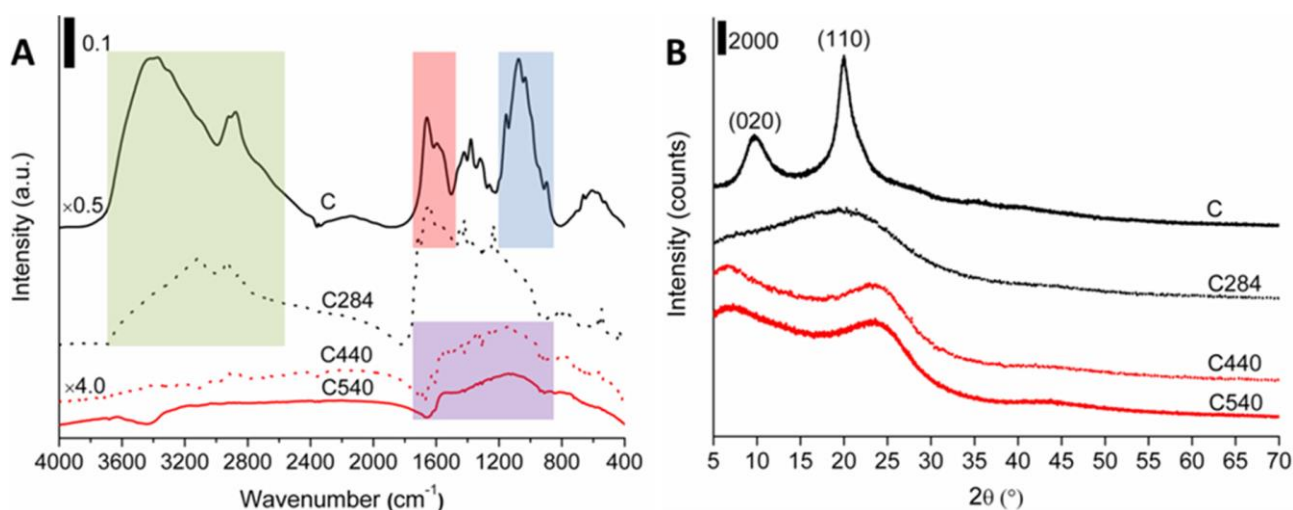 A
0.1
×0.5
C
C284
C440
×4.0
C540
4000 3600 3200 2800 2400 2000 1600 1200 800 400
Wavenumber (cm⁻¹)
Intensity (a.u.)
B
2000
(110)
(020)
C
C284
C440
C540
5 10 15 20 25 30 35 40 45 50 55 60 65 70
2θ (°)
Intensity (counts)